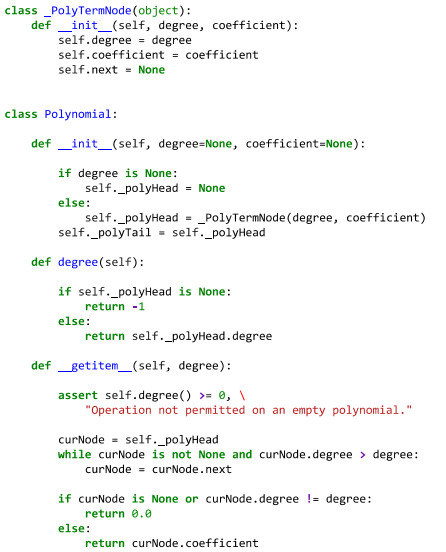 class _PolyTermNode(object):
    def __init__(self, degree, coefficient):
        self.degree = degree
        self.coefficient = coefficient
        self.next = None
class Polynomial:
    def __init__(self, degree=None, coefficient=None):
        if degree is None:
            self._polyHead = None
        else:
            self._polyHead = _PolyTermNode(degree, coefficient)
        self._polyTail = self._polyHead
    def degree(self):
        if self._polyHead is None:
            return -1
        else:
            return self._polyHead.degree
    def __getitem__(self, degree):
        assert self.degree() >= 0, \
            "Operation not permitted on an empty polynomial."
        curNode = self._polyHead
        while curNode is not None and curNode.degree > degree:
            curNode = curNode.next
        if curNode is None or curNode.degree != degree:
            return 0.0
        else:
            return curNode.coefficient